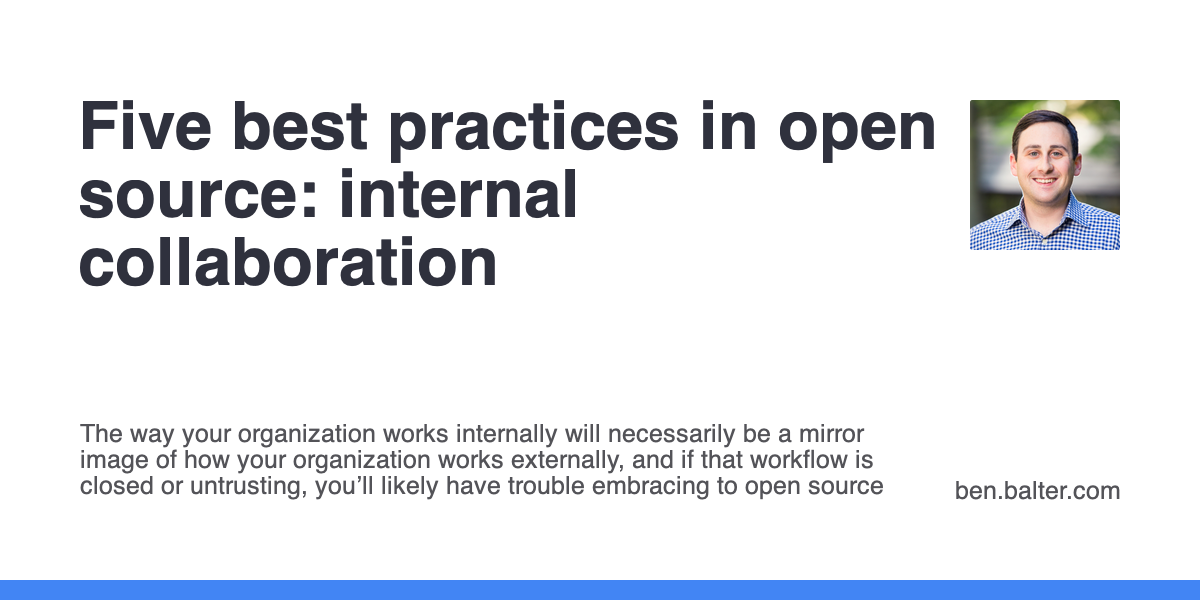 Five best practices in open
source: internal
collaboration
The way your organization works internally will necessarily be a mirror
image of how your organization works externally, and if that workflow is
closed or untrusting, you’ll likely have trouble embracing to open source
ben.balter.com